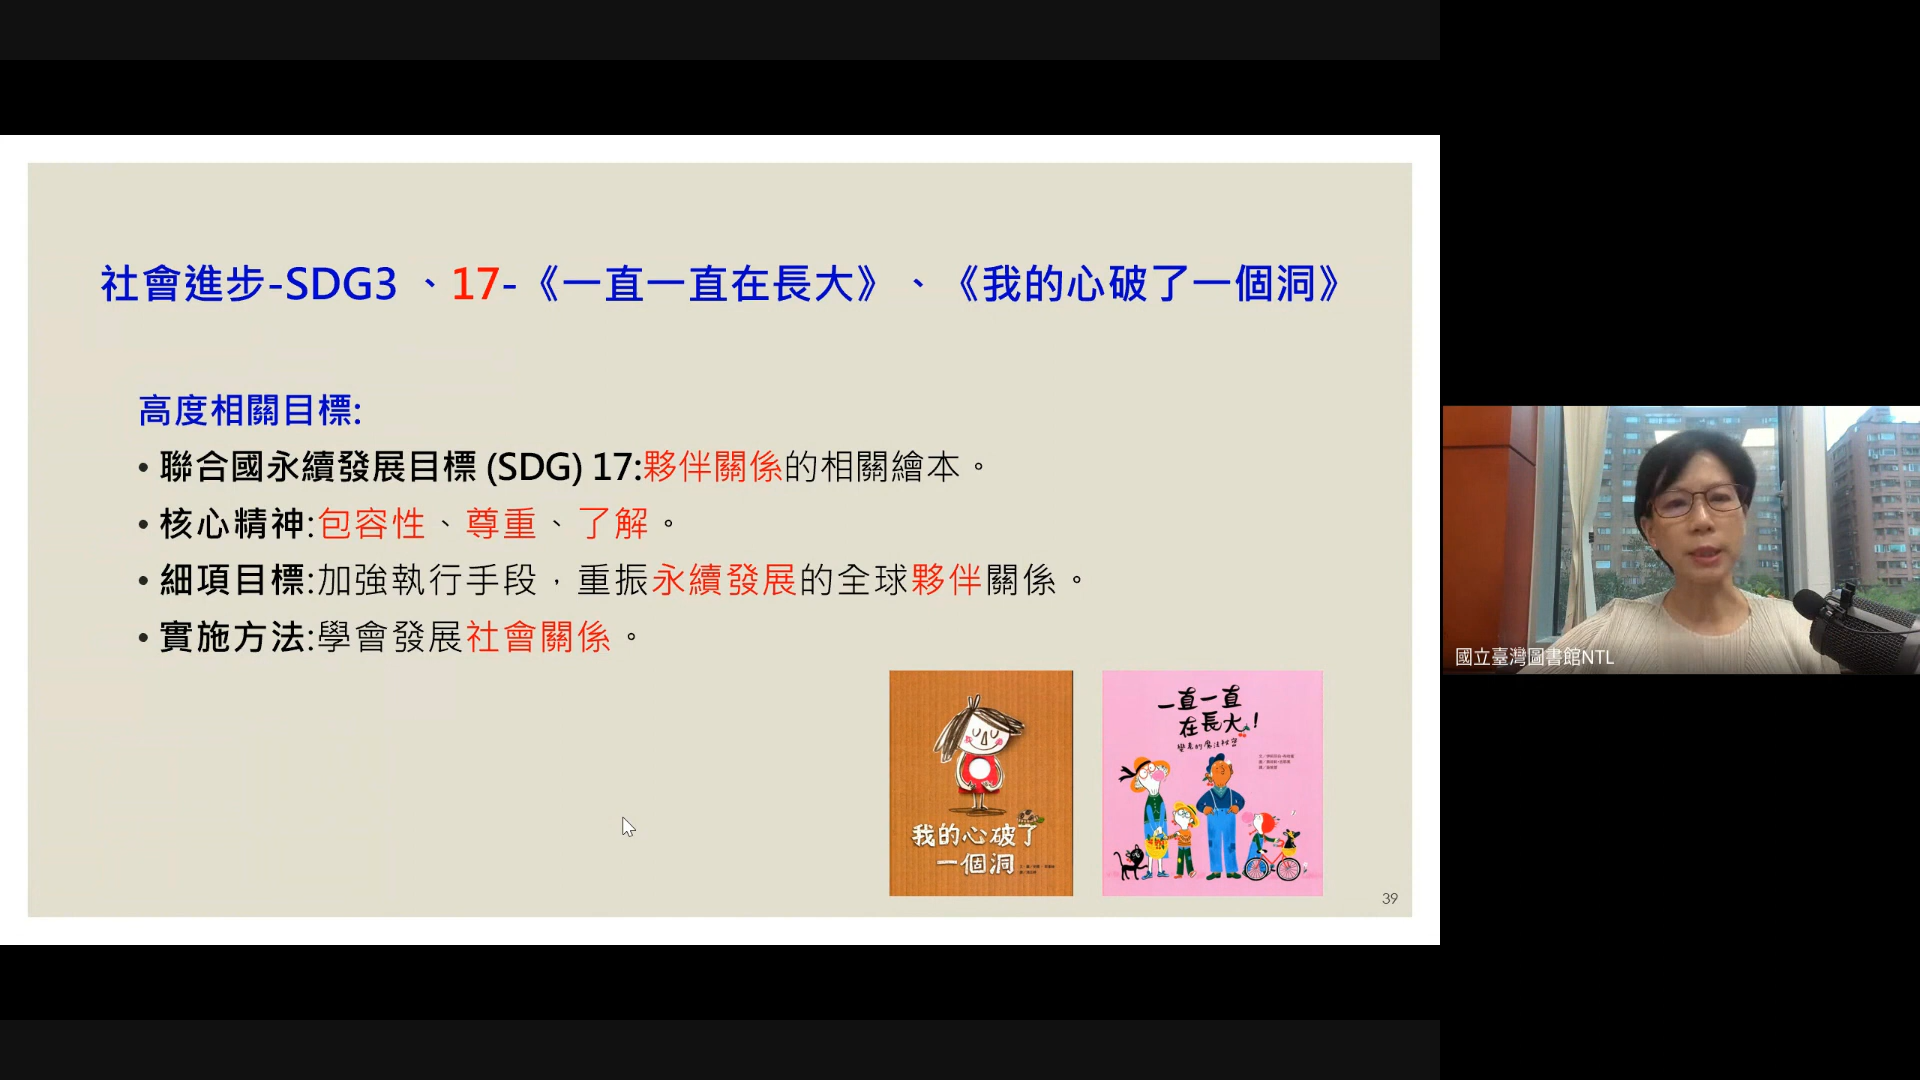 社會進步-SDG3 、17-《一直一直在長大》、《我的心破了一個洞》
高度相關目標:
• 聯合國永續發展目標 (SDG) 17:夥伴關係的相關繪本。
• 核心精神:包容性、尊重、了解。
• 細項目標:加強執行手段，重振永續發展的全球夥伴關係。
• 實施方法:學會發展社會關係。
我的心破了
一個洞
一直一直
在長大！
39
國立臺灣圖書館NTL